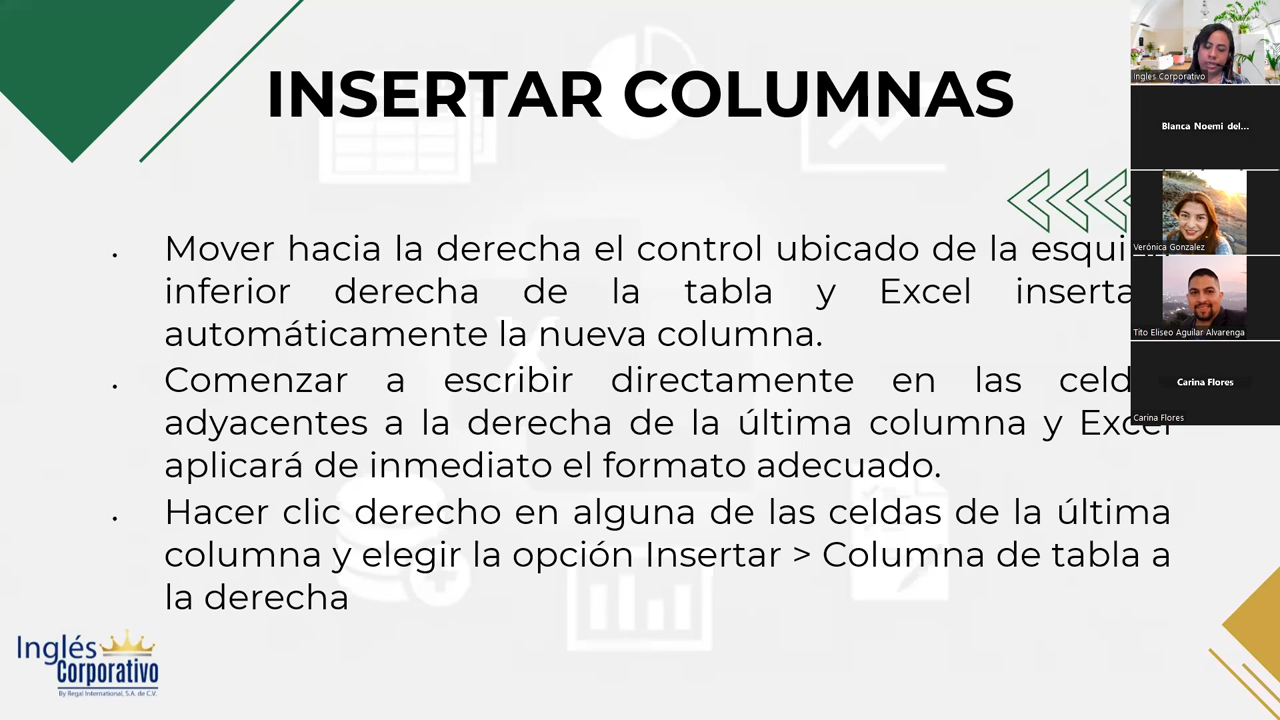 INSERTAR COLUMNAS
Mover hacia la derecha el control ubicado de la
inferior derecha de la tabla y Excel
automáticamente la nueva columna.
Comenzar a escribir directamente en las
adyacentes a la derecha de la última columna y Excel
aplicará de inmediato el formato adecuado.
Hacer clic derecho en alguna de las celdas de la última
columna y elegir la opción Insertar > Columna de tabla a
la derecha
Inglés
Corporativo
By Regal International, S.A. de C.V.
Ingles Corporativo
Blanca Noemi del...
Verónica Gonzalez
Tito Eliseo Aguilar Alvarenga
Carina Flores
Carina Flores